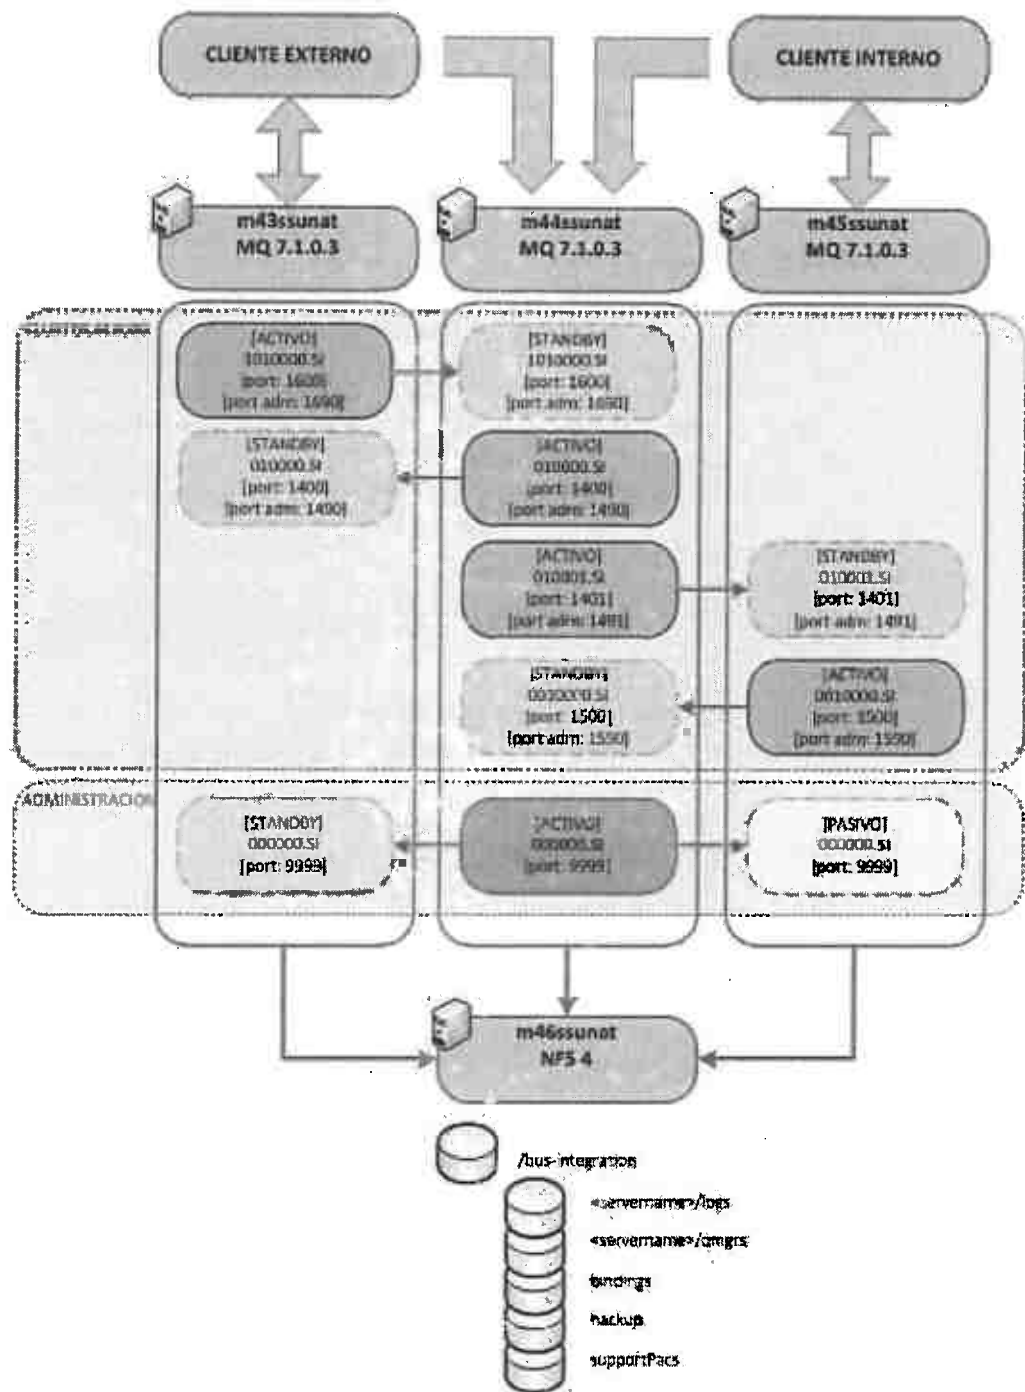 CLIENTE EXTERNO
CLIENTE INTERNO
m43ssunat
MQ 7.1.0.3
m44ssunat
MQ 7.1.0.3
m45ssunat
MQ 7.1.0.3
[ACTIVO]
1010000.SI
[port: 1600]
[port adm: 1690]
[STANDBY]
1010000.SI
[port: 1600]
[port adm: 1690]
[STANDBY]
010000.SI
[port: 1400]
[port adm: 1490]
[ACTIVO]
010000.SI
[port: 1400]
[port adm: 1490]
[ACTIVO]
010001.SI
[port: 1401]
[port adm: 1491]
[STANDBY]
010001.SI
[port: 1401]
[port adm: 1491]
[STANDBY]
0010000.SI
[port: 1500]
[port adm: 1590]
[ACTIVO]
0010000.SI
[port: 1500]
[port adm: 1590]
ADMINISTRACION
[STANDBY]
000000.SI
[port: 9999]
[ACTIVO]
000000.SI
[port: 9999]
[PASIVO]
000000.SI
[port: 9999]
m46ssunat
NFS 4
/bus-integration
<servername>/logs
<servername>/qmgrs
bindings
backup
supportPacs